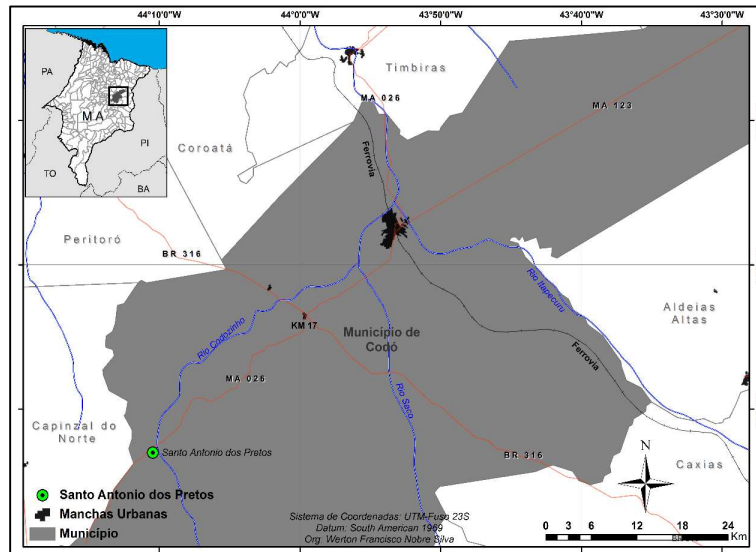 44°10'0"W
44°00'0"W
43°50'0"W
43°40'0"W
43°30'0"W
PA
MA
PI
TO
BA
Timbiras
MA 026
MA 123
Coroatá
Ferrovia
Peritoró
BR 316
Rio Itapecuru
Rio Codozinho
KM 17
Município de
Codó
Aldeias
Altas
MA 026
Ferrovia
Rio Saco
Capinzal do
Norte
BR 316
Santo Antonio dos Pretos
Caxias
N
Santo Antonio dos Pretos
Manchas Urbanas
Município
Sistema de Coordenadas: UTM-Fuso 23S
Datum: South American 1969
Org: Werton Francisco Nobre Silva
0 3 6 12 18 24
Km